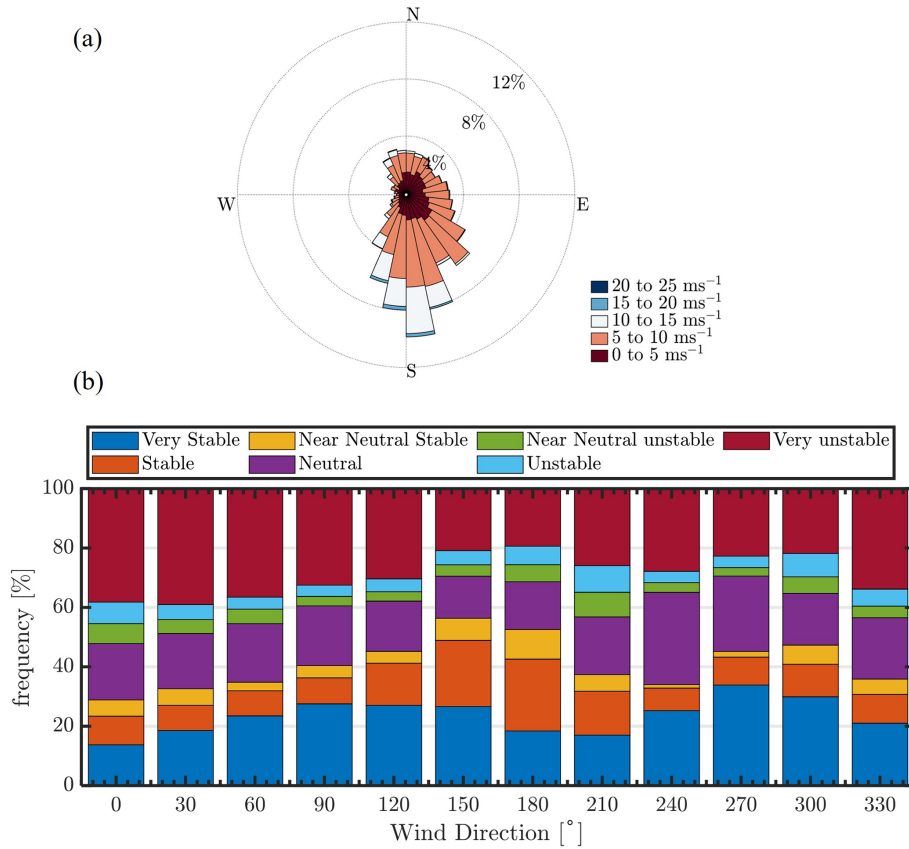 (a)
N
12%
8%
4%
W
E
20 to 25 ms⁻¹
15 to 20 ms⁻¹
10 to 15 ms⁻¹
5 to 10 ms⁻¹
0 to 5 ms⁻¹
S
(b)
Very Stable Near Neutral Stable Near Neutral unstable Very unstable
Stable Neutral Unstable
100
80
60
40
20
0
frequency [%]
0 30 60 90 120 150 180 210 240 270 300 330
Wind Direction [°]